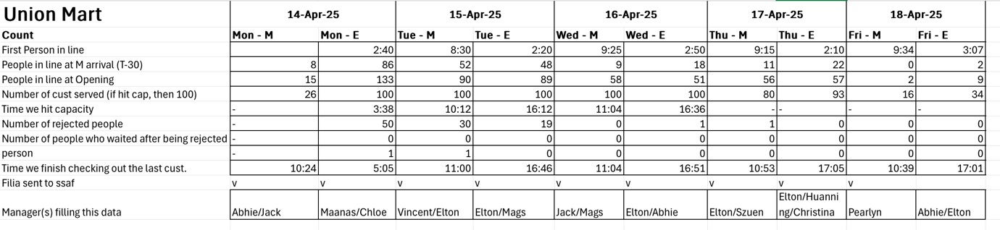 Union Mart 14-Apr-25 15-Apr-25 16-Apr-25 17-Apr-25 18-Apr-25
Count Mon - M Mon - E Tue - M Tue - E Wed - M Wed - E Thu - M Thu - E Fri - M Fri - E
First Person in line 2:40 8:30 2:20 9:25 2:50 9:15 2:10 9:34 3:07
People in line at M arrival (T-30) 8 86 52 48 9 18 11 22 0 2
People in line at Opening 15 133 90 89 58 51 56 57 2 9
Number of cust served (if hit cap, then 100) 26 100 100 100 100 100 80 93 16 34
Time we hit capacity - 3:38 10:12 16:12 11:04 16:36 - - - -
Number of rejected people - 50 30 19 0 1 1 0 0 0
Number of people who waited after being rejected - 0 0 0 0 0 0 0 0 0
person - 1 1 0 0 0 0 0 0 0
Time we finish checking out the last cust. 10:24 5:05 11:00 16:46 11:04 16:51 10:53 17:05 10:39 17:01
Filia sent to ssaf v v v v v v v v v
Elton/Huanni
Manager(s) filling this data Abhie/Jack Maanas/Chloe Vincent/Elton Elton/Mags Jack/Mags Elton/Abhie Elton/Szuen ng/Christina Pearlyn Abhie/Elton